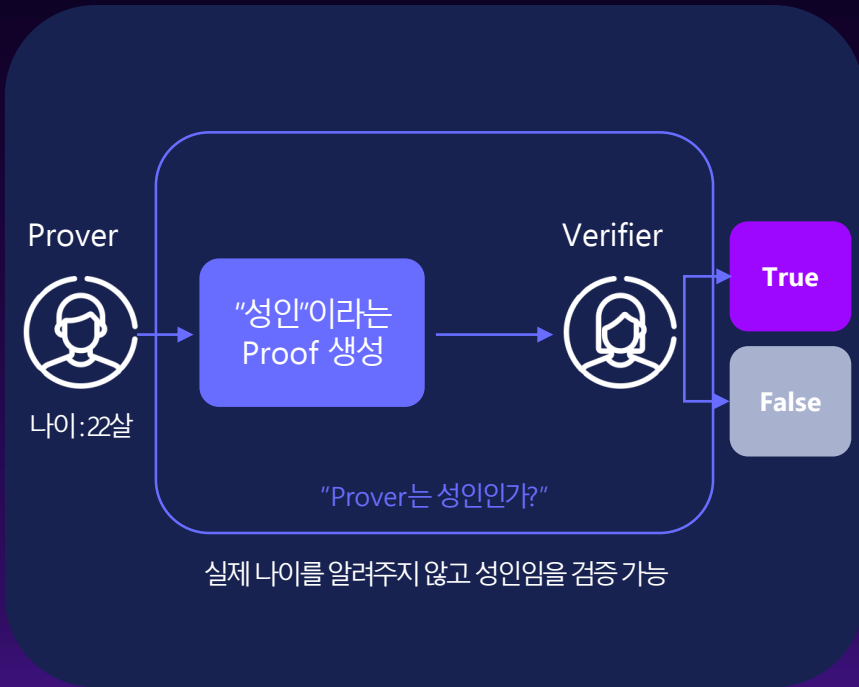 Prover
나이:22살
"성인"이라는
Proof 생성
Verifier
True
False
"Prover는 성인인가?"
실제 나이를 알려주지 않고 성인임을 검증 가능